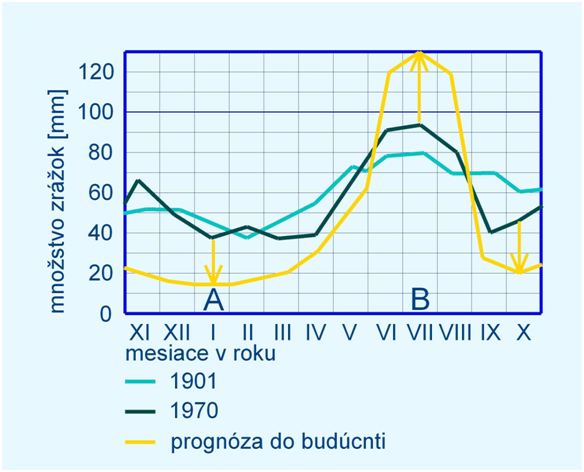 množstvo zrážok [mm]
120
100
80
60
40
20
0
A B
XI XII I II III IV V VI VII VIII IX X
mesiace v roku
1901
1970
prognóza do budúcnti